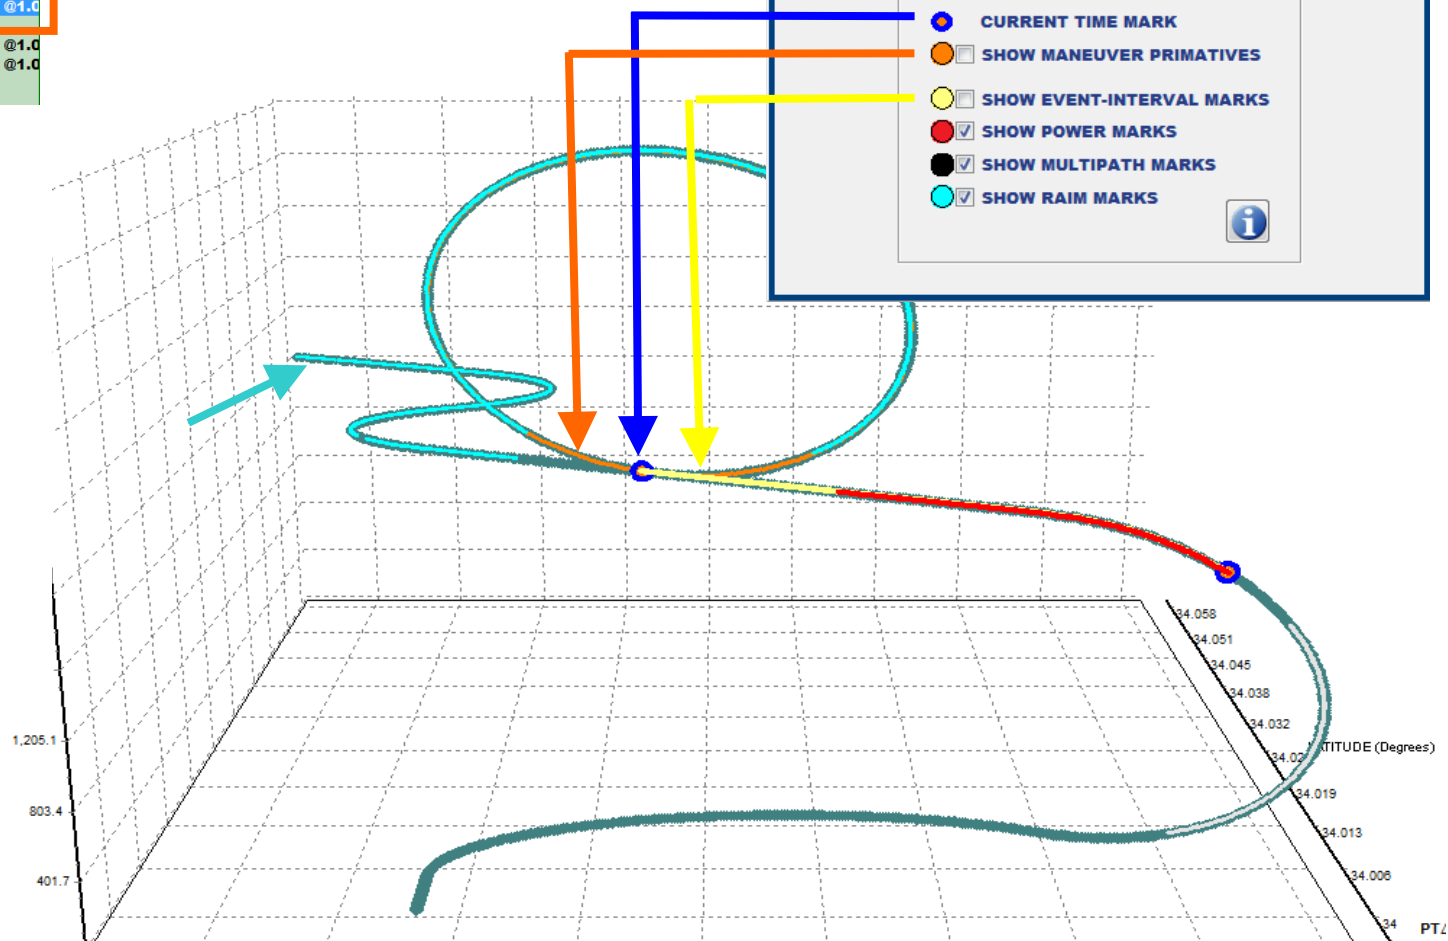 @1.0
@1.0
@1.0
CURRENT TIME MARK
SHOW MANEUVER PRIMATIVES
SHOW EVENT-INTERVAL MARKS
SHOW POWER MARKS
SHOW MULTIPATH MARKS
SHOW RAIM MARKS
i
34.058
34.051
34.045
34.038
34.032
1,205.1
34.02
TITUDE (Degrees)
34.019
803.4
34.013
401.7
34.006
34